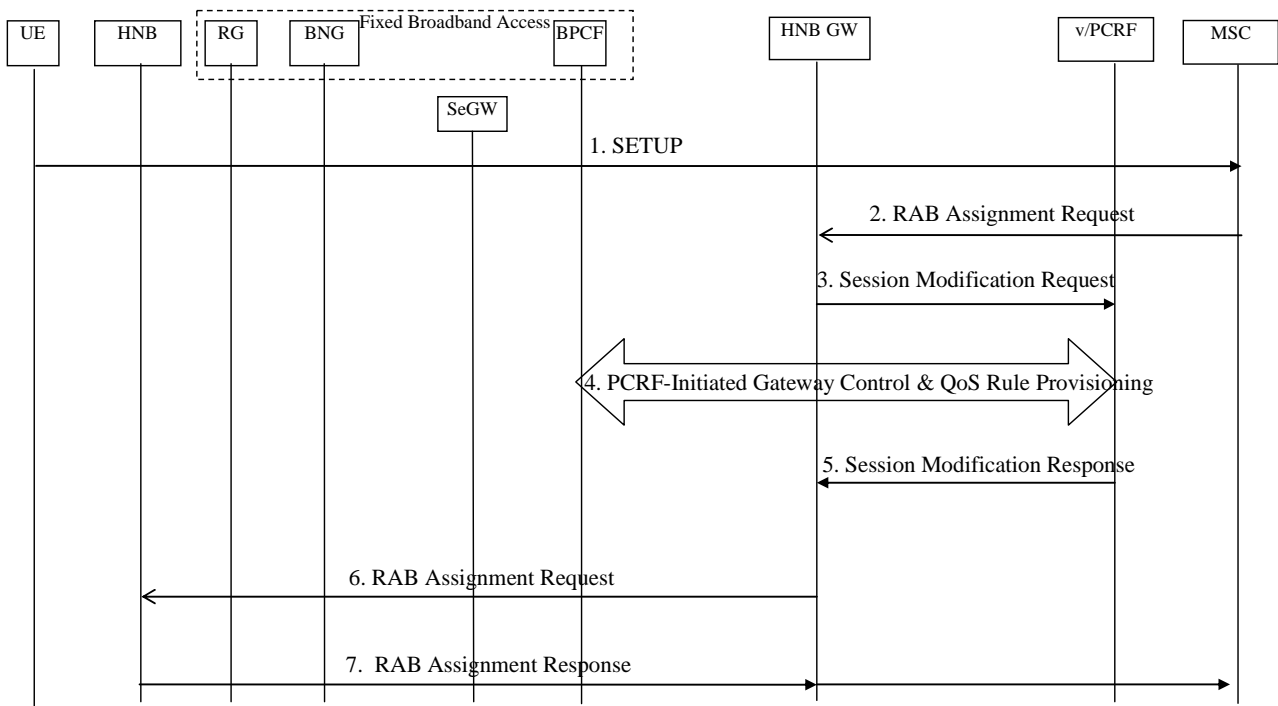 Fixed Broadband Access
UE
HNB
RG
BNG
BPCF
HNB GW
v/PCRF
MSC
SeGW
1. SETUP
2. RAB Assignment Request
3. Session Modification Request
4. PCRF-Initiated Gateway Control & QoS Rule Provisioning
5. Session Modification Response
6. RAB Assignment Request
7. RAB Assignment Response